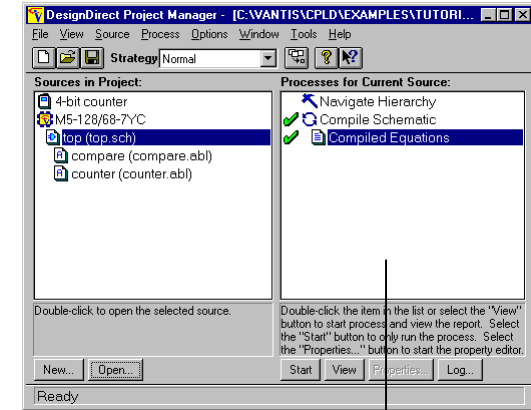 DesignDirect Project Manager - [C:\VANTIS\CPLD\EXAMPLES\TUTORI...
File View Source Process Options Window Tools Help
Strategy Normal
Sources in Project:
4-bit counter
M5-128/68-7YC
top (top.sch)
compare (compare.abl)
counter (counter.abl)
Double-click to open the selected source.
New... Open...
Processes for Current Source:
Navigate Hierarchy
Compile Schematic
Compiled Equations
Double-click the item in the list or select the "View"
button to start process and view the report. Select
the "Start" button to only run the process. Select
the "Properties..." button to start the property editor.
Start View Properties... Log...
Ready